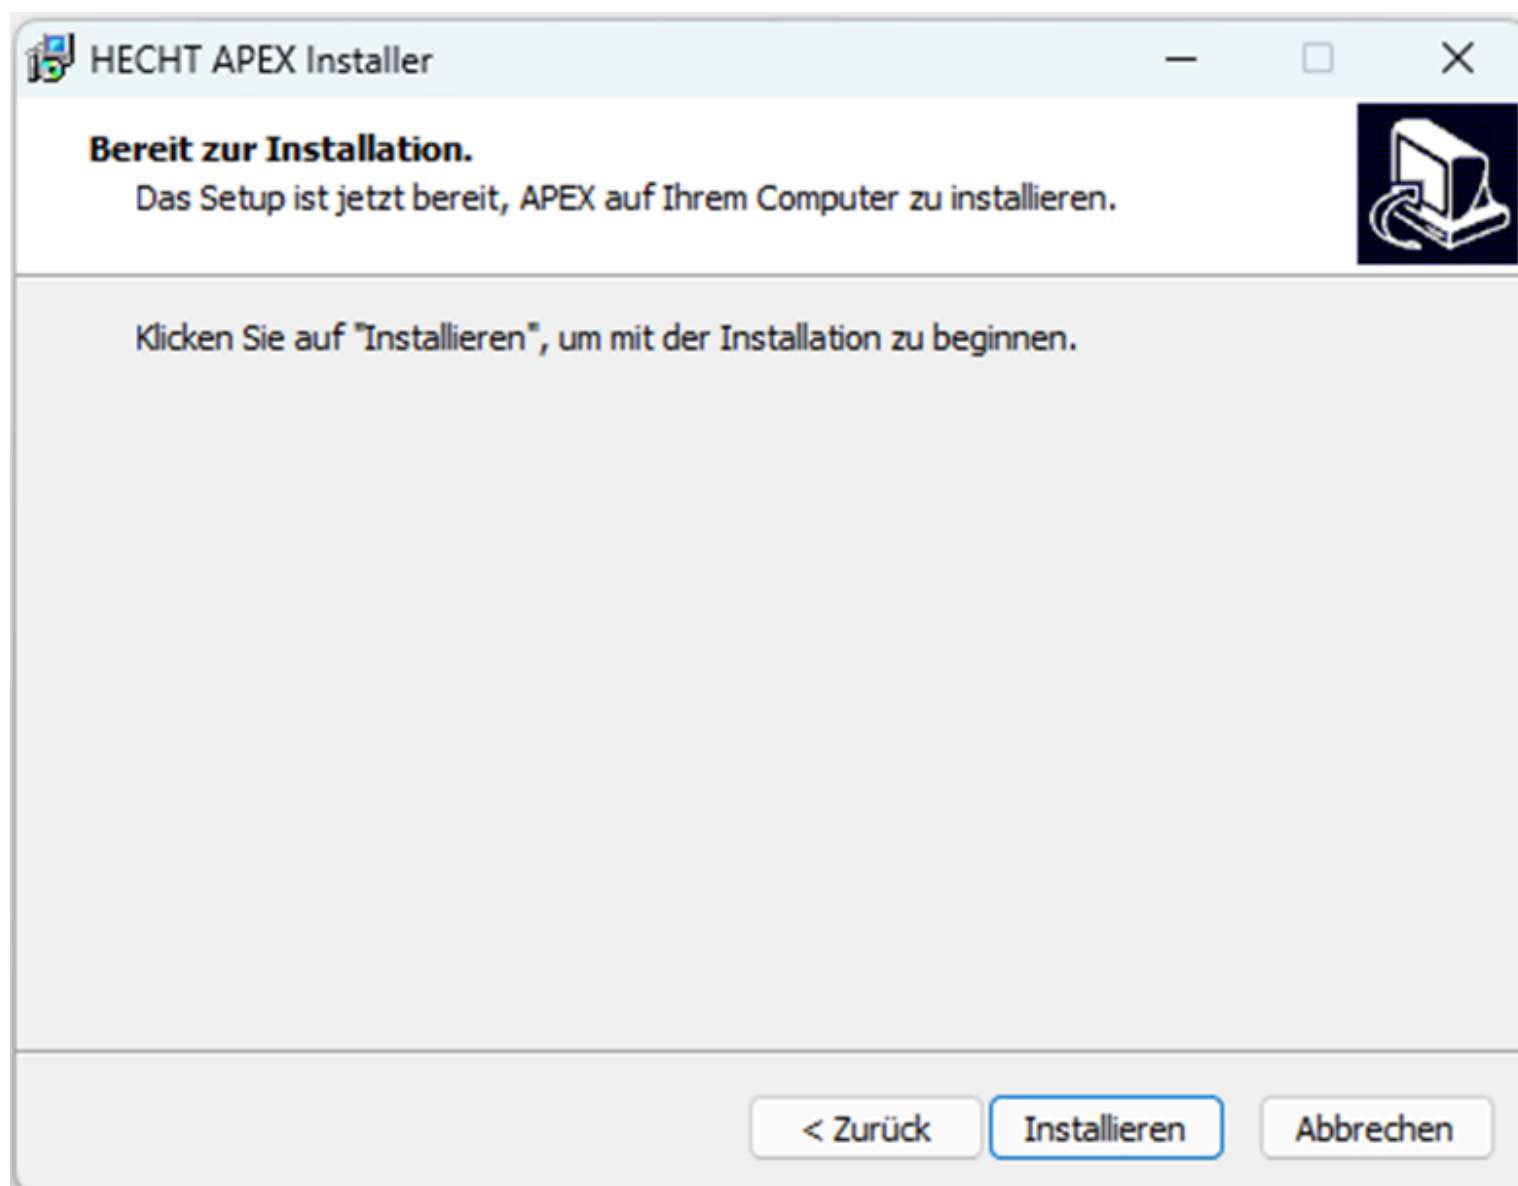 HECHT APEX Installer
Bereit zur Installation.
Das Setup ist jetzt bereit, APEX auf Ihrem Computer zu installieren.
Klicken Sie auf "Installieren", um mit der Installation zu beginnen.
< Zurück
Installieren
Abbrechen